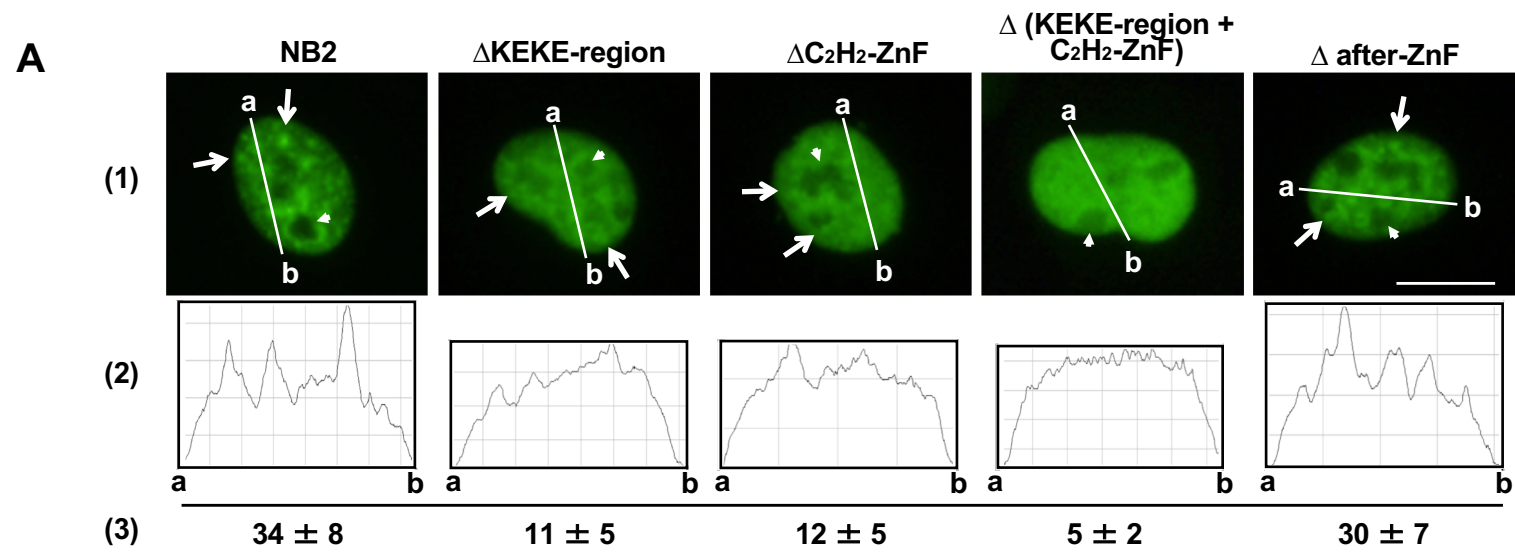 A
NB2
ΔKEKE-region
ΔC2H2-ZnF
Δ (KEKE-region +
C2H2-ZnF)
Δ after-ZnF
(1)
a
b
a
b
a
b
a
b
a
b
(2)
a b
a b
a b
a b
a b
(3)
34 ± 8
11 ± 5
12 ± 5
5 ± 2
30 ± 7